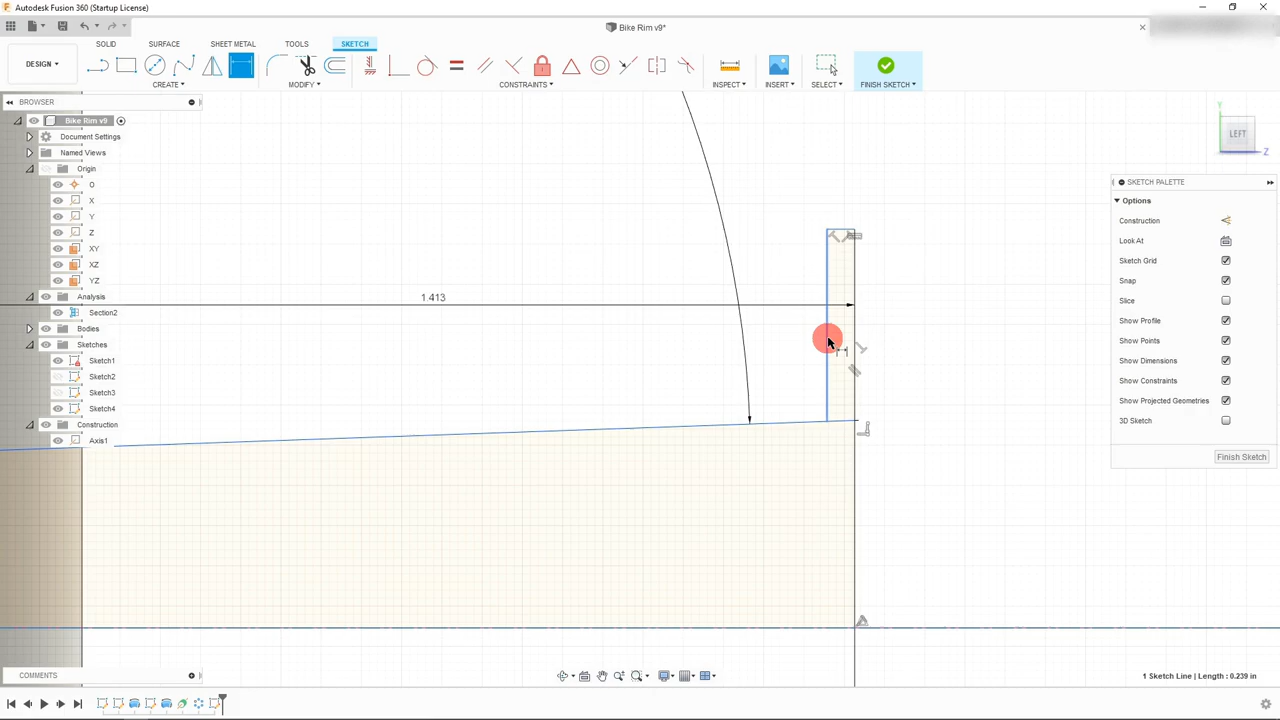 Autodesk Fusion 360 (Startup License)
Bike Rim v9*
SOLID SURFACE SHEET METAL TOOLS SKETCH
DESIGN
CREATE MODIFY CONSTRAINTS INSPECT INSERT SELECT FINISH SKETCH
BROWSER
Bike Rim v9
Document Settings
Named Views
Origin
O
X
Y
Z
XY
XZ
YZ
Analysis
Section2
Bodies
Sketches
Sketch1
Sketch2
Sketch3
Sketch4
Construction
Axis1
1.413
Y
LEFT
Z
SKETCH PALETTE
Options
Construction
Look At
Sketch Grid
Snap
Slice
Show Profile
Show Points
Show Dimensions
Show Constraints
Show Projected Geometries
3D Sketch
Finish Sketch
COMMENTS
1 Sketch Line | Length : 0.239 in